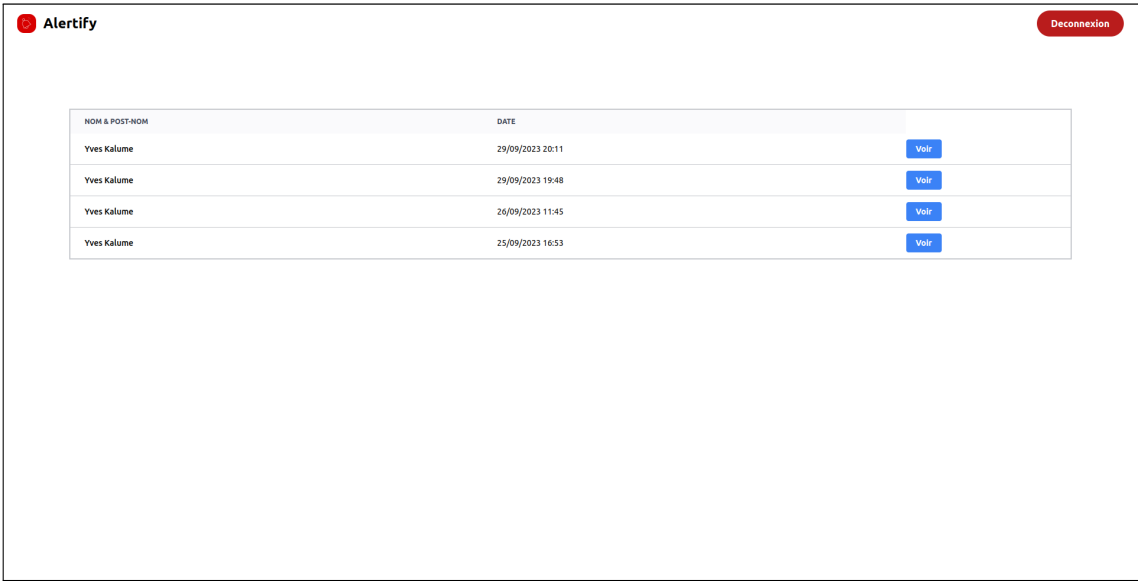 Alertify Deconnexion
NOM & POST-NOM DATE
Yves Kalume 29/09/2023 20:11 Voir
Yves Kalume 29/09/2023 19:48 Voir
Yves Kalume 26/09/2023 11:45 Voir
Yves Kalume 25/09/2023 16:53 Voir